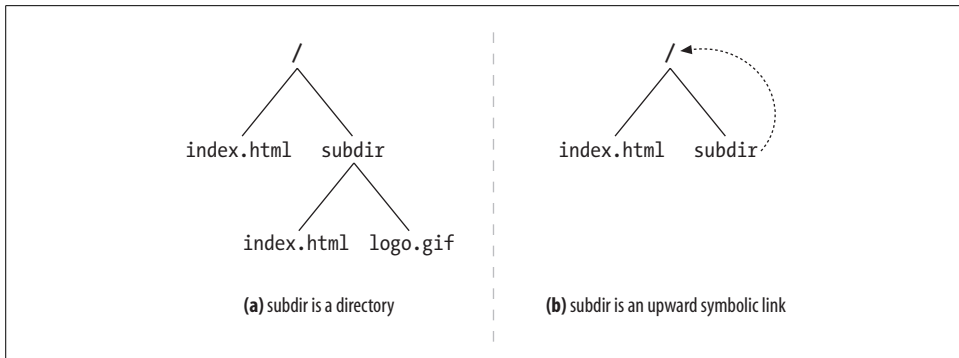 /
index.html subdir
index.html logo.gif
(a) subdir is a directory
/
index.html subdir
(b) subdir is an upward symbolic link